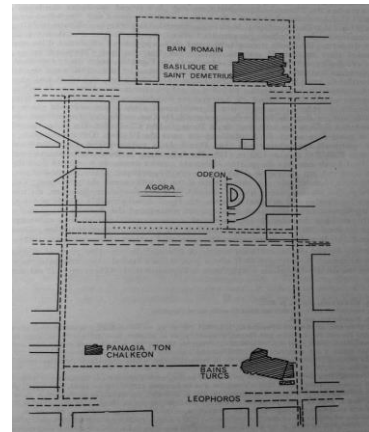 BAIN ROMAIN
BASILIQUE DE
SAINT DEMETRIUS
ODEON
AGORA
PANAGIA TON
CHALKEON
BAINS
TURCS
LEOPHOROS